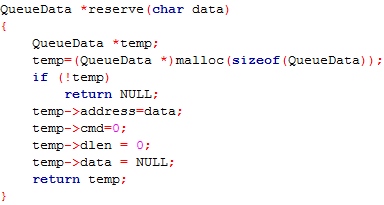 QueueData *reserve(char data)
{
    QueueData *temp;
    temp=(QueueData *)malloc(sizeof(QueueData));
    if (!temp)
        return NULL;
    temp->address=data;
    temp->cmd=0;
    temp->dlen = 0;
    temp->data = NULL;
    return temp;
}